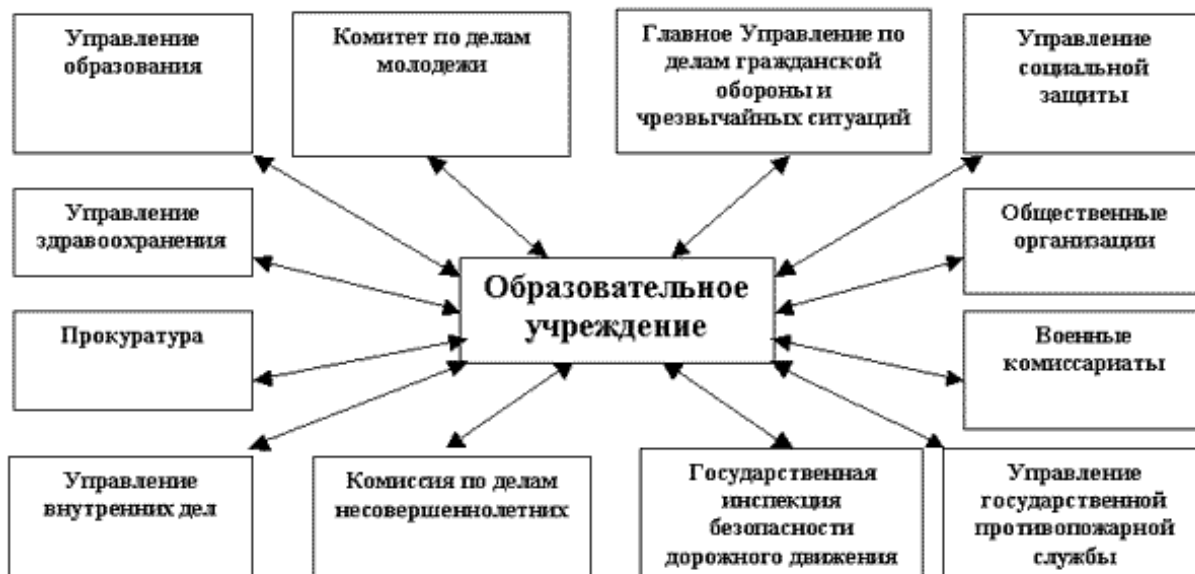 Управление
образования
Комитет по делам
молодежи
Главное Управление по
делам гражданской
обороны и
чрезвычайных ситуаций
Управление
социальной
защиты
Управление
здравоохранения
Общественные
организации
Образовательное
учреждение
Прокуратура
Военные
комиссариаты
Управление
внутренних дел
Комиссия по делам
несовершеннолетних
Государственная
инспекция
безопасности
дорожного движения
Управление
государственной
противопожарной
службы